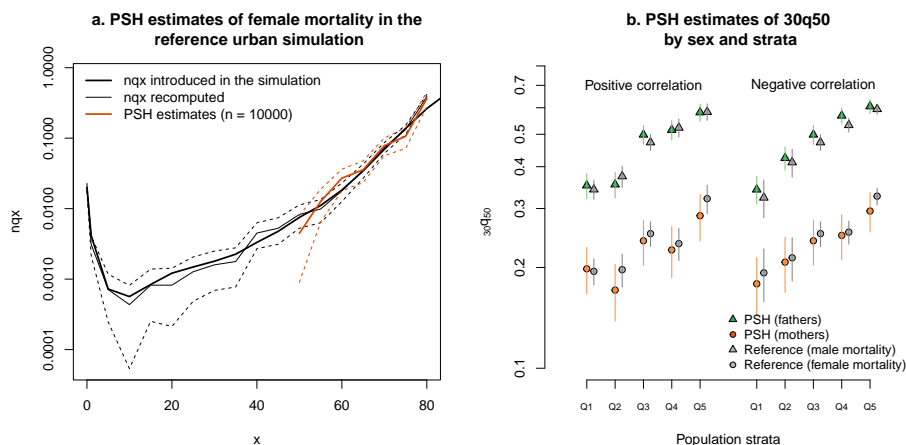 a. PSH estimates of female mortality in the
reference urban simulation
nqx
1.0000
0.1000
0.0100
0.0010
0.0001
nqx introduced in the simulation
nqx recomputed
PSH estimates (n = 10000)
0 20 40 60 80
x
b. PSH estimates of 30q50
by sex and strata
30q50
0.7
0.5
0.4
0.3
0.2
0.1
Positive correlation
Negative correlation
PSH (fathers)
PSH (mothers)
Reference (male mortality)
Reference (female mortality)
Q1 Q2 Q3 Q4 Q5 Q1 Q2 Q3 Q4 Q5
Population strata